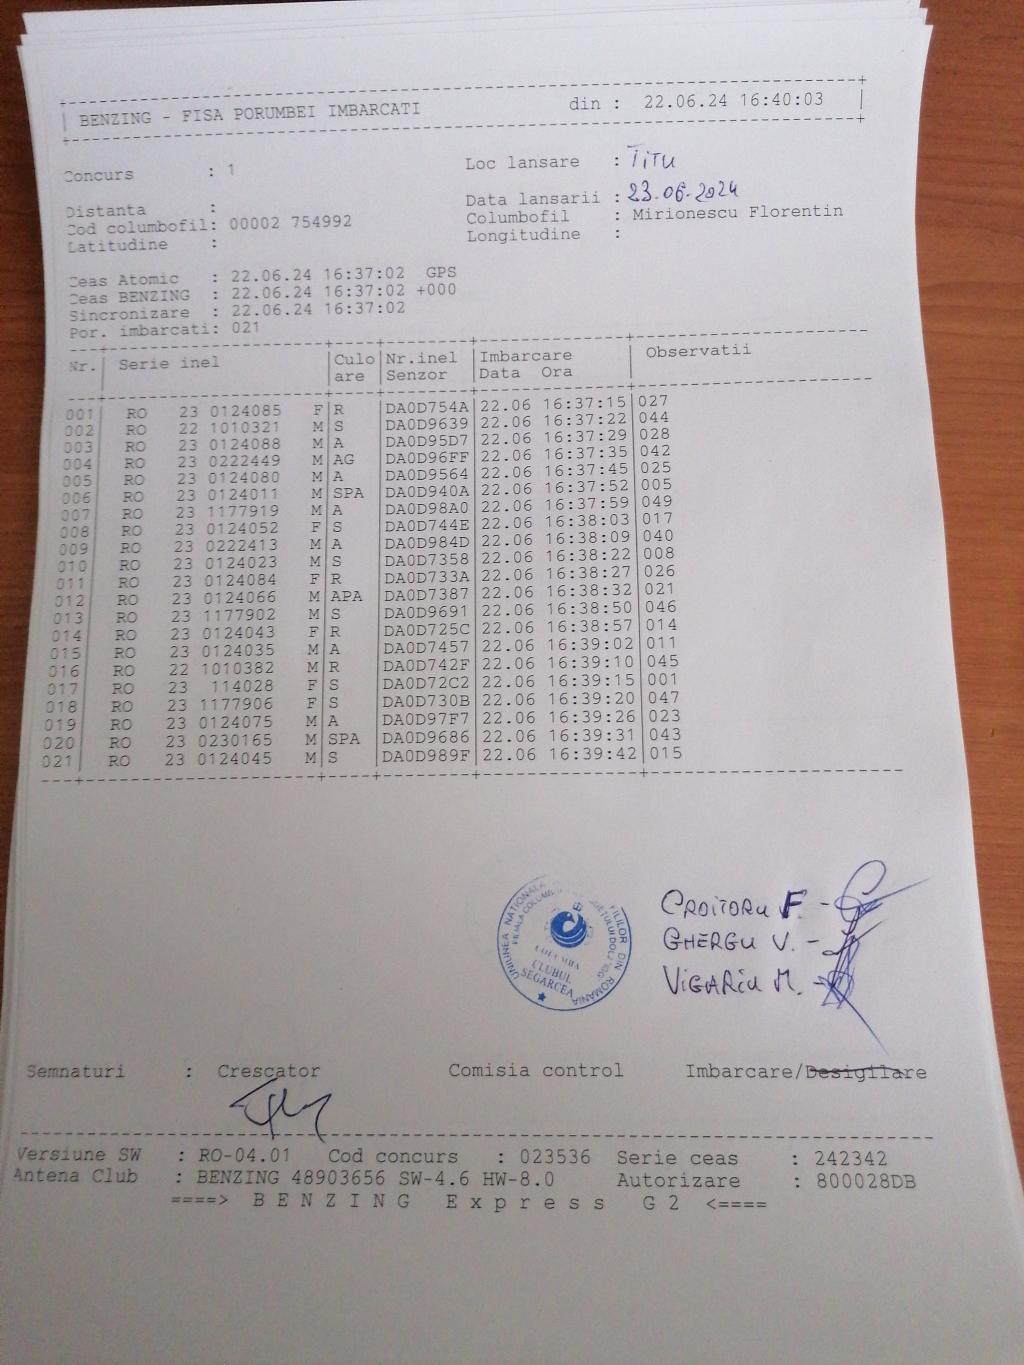 BENZING - FISA PORUMBEI IMBARCATI din : 22.06.24 16:40:03
Concurs : 1 Loc lansare : TITU
Data lansarii : 23.06.2024
Distanta : Columbofil : Mirionescu Florentin
Cod columbofil: 00002 754992 Longitudine :
Latitudine :
Ceas Atomic : 22.06.24 16:37:02 GPS
Ceas BENZING : 22.06.24 16:37:02 +000
Sincronizare : 22.06.24 16:37:02
Por. imbarcati: 021
Nr. Serie inel Culo Nr.inel Imbarcare Observatii
are Senzor Data Ora
001 RO 23 0124085 F R DA0D754A 22.06 16:37:15 027
002 RO 22 1010321 M S DA0D9639 22.06 16:37:22 044
003 RO 23 0124088 M A DA0D95D7 22.06 16:37:29 028
004 RO 23 0222449 M AG DA0D96FF 22.06 16:37:35 042
005 RO 23 0124080 M A DA0D9564 22.06 16:37:45 025
006 RO 23 0124011 M SPA DA0D940A 22.06 16:37:52 005
007 RO 23 1177919 M A DA0D98A0 22.06 16:37:59 049
008 RO 23 0124052 F S DA0D744E 22.06 16:38:03 017
009 RO 23 0222413 M A DA0D984D 22.06 16:38:09 040
010 RO 23 0124023 M S DA0D7358 22.06 16:38:22 008
011 RO 23 0124084 F R DA0D733A 22.06 16:38:27 026
012 RO 23 0124066 M APA DA0D7387 22.06 16:38:32 021
013 RO 23 1177902 M S DA0D9691 22.06 16:38:50 046
014 RO 23 0124043 F R DA0D725C 22.06 16:38:57 014
015 RO 23 0124035 M A DA0D7457 22.06 16:39:02 011
016 RO 22 1010382 M R DA0D742F 22.06 16:39:10 045
017 RO 23 114028 F S DA0D72C2 22.06 16:39:15 001
018 RO 23 1177906 F S DA0D730B 22.06 16:39:20 047
019 RO 23 0124075 M A DA0D97F7 22.06 16:39:26 023
020 RO 23 0230165 M SPA DA0D9686 22.06 16:39:31 043
021 RO 23 0124045 M S DA0D989F 22.06 16:39:42 015
UNIUNEA NATIONALA FILILOR DIN ROMANIA
FILIALA
COLUMBA
CLUBUL
SEGARCEA
CROITORU F. -
GHERGU V. -
VIGARIU M. -
Semnaturi : Crescator Comisia control Imbarcare/Desigilare
Versiune SW : RO-04.01 Cod concurs : 023536 Serie ceas : 242342
Antena Club : BENZING 48903656 SW-4.6 HW-8.0 Autorizare : 800028DB
====> B E N Z I N G E x p r e s s G 2 <====